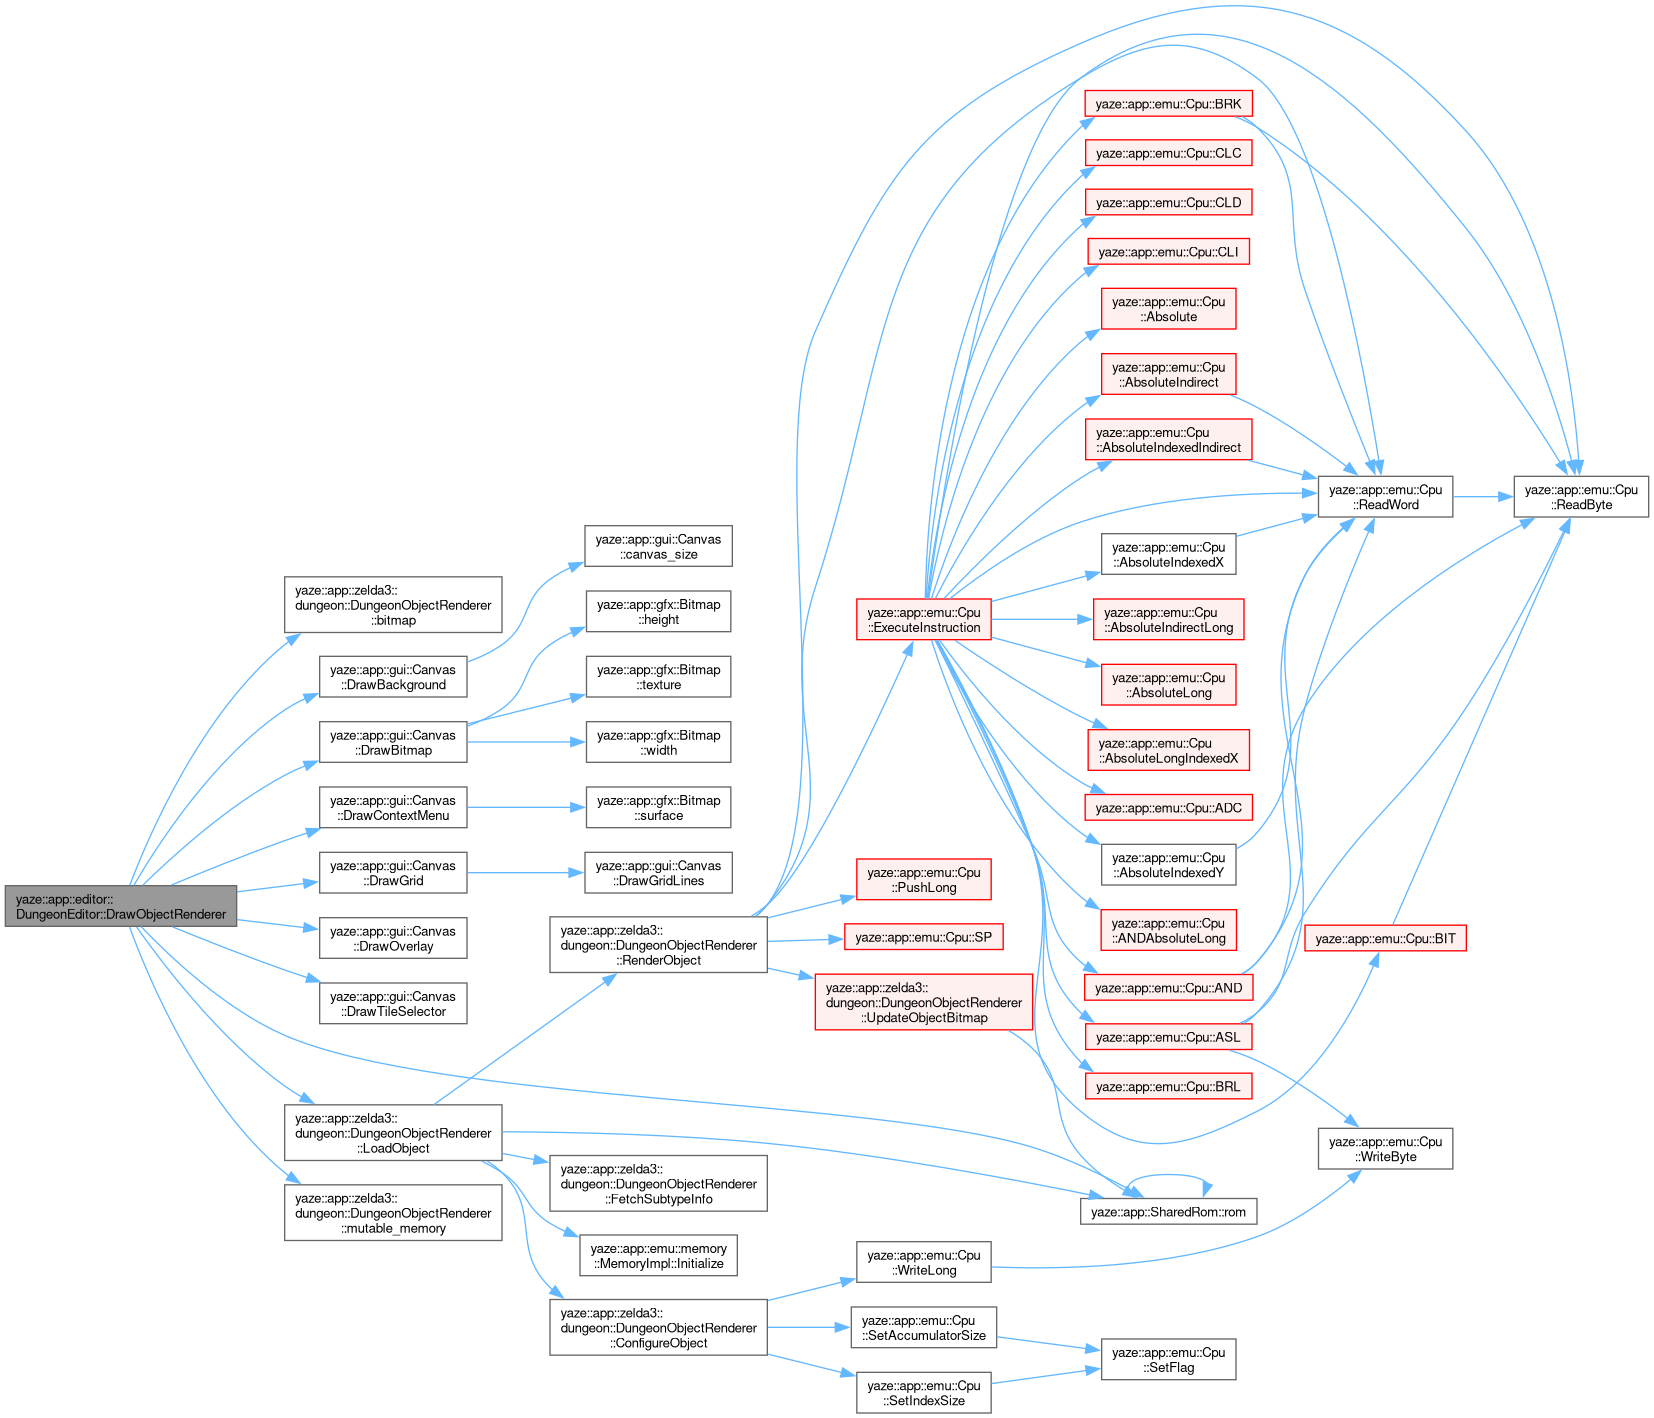 yaze::app::editor::
DungeonEditor::DrawObjectRenderer
yaze::app::zelda3::
dungeon::DungeonObjectRenderer
::bitmap
yaze::app::gui::Canvas
::DrawBackground
yaze::app::gui::Canvas
::DrawBitmap
yaze::app::gui::Canvas
::DrawContextMenu
yaze::app::gui::Canvas
::DrawGrid
yaze::app::gui::Canvas
::DrawOverlay
yaze::app::gui::Canvas
::DrawTileSelector
yaze::app::zelda3::
dungeon::DungeonObjectRenderer
::LoadObject
yaze::app::zelda3::
dungeon::DungeonObjectRenderer
::mutable_memory
yaze::app::gui::Canvas
::canvas_size
yaze::app::gfx::Bitmap
::height
yaze::app::gfx::Bitmap
::texture
yaze::app::gfx::Bitmap
::width
yaze::app::gfx::Bitmap
::surface
yaze::app::gui::Canvas
::DrawGridLines
yaze::app::zelda3::
dungeon::DungeonObjectRenderer
::RenderObject
yaze::app::zelda3::
dungeon::DungeonObjectRenderer
::FetchSubtypeInfo
yaze::app::emu::memory
::MemoryImpl::Initialize
yaze::app::zelda3::
dungeon::DungeonObjectRenderer
::ConfigureObject
yaze::app::emu::Cpu
::ExecuteInstruction
yaze::app::emu::Cpu
::PushLong
yaze::app::emu::Cpu::SP
yaze::app::zelda3::
dungeon::DungeonObjectRenderer
::UpdateObjectBitmap
yaze::app::emu::Cpu
::WriteLong
yaze::app::emu::Cpu
::SetAccumulatorSize
yaze::app::emu::Cpu
::SetIndexSize
yaze::app::emu::Cpu::BRK
yaze::app::emu::Cpu::CLC
yaze::app::emu::Cpu::CLD
yaze::app::emu::Cpu::CLI
yaze::app::emu::Cpu
::Absolute
yaze::app::emu::Cpu
::AbsoluteIndirect
yaze::app::emu::Cpu
::AbsoluteIndexedIndirect
yaze::app::emu::Cpu
::AbsoluteIndexedX
yaze::app::emu::Cpu
::AbsoluteIndirectLong
yaze::app::emu::Cpu
::AbsoluteLong
yaze::app::emu::Cpu
::AbsoluteLongIndexedX
yaze::app::emu::Cpu::ADC
yaze::app::emu::Cpu
::AbsoluteIndexedY
yaze::app::emu::Cpu
::ANDAbsoluteLong
yaze::app::emu::Cpu::AND
yaze::app::emu::Cpu::ASL
yaze::app::emu::Cpu::BRL
yaze::app::SharedRom::rom
yaze::app::emu::Cpu
::SetFlag
yaze::app::emu::Cpu
::ReadWord
yaze::app::emu::Cpu::BIT
yaze::app::emu::Cpu
::WriteByte
yaze::app::emu::Cpu
::ReadByte